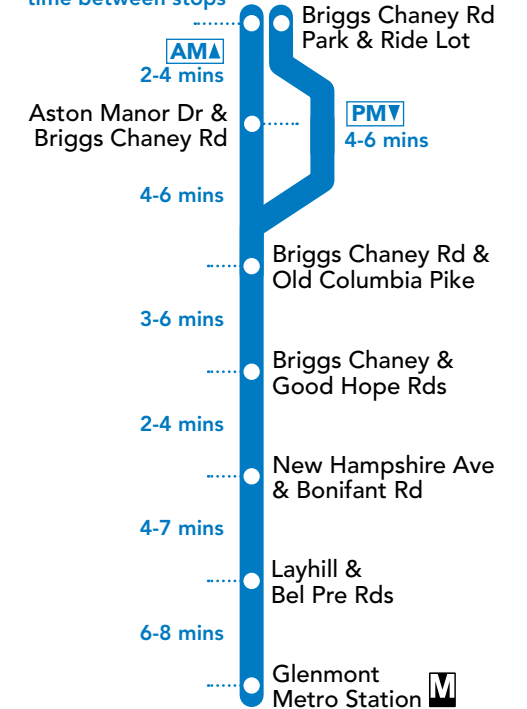 time between stops
Briggs Chaney Rd
Park & Ride Lot
AM▲
2-4 mins
Aston Manor Dr &
Briggs Chaney Rd
PM▼
4-6 mins
4-6 mins
Briggs Chaney Rd &
Old Columbia Pike
3-6 mins
Briggs Chaney &
Good Hope Rds
2-4 mins
New Hampshire Ave
& Bonifant Rd
4-7 mins
Layhill &
Bel Pre Rds
6-8 mins
Glenmont
Metro Station M